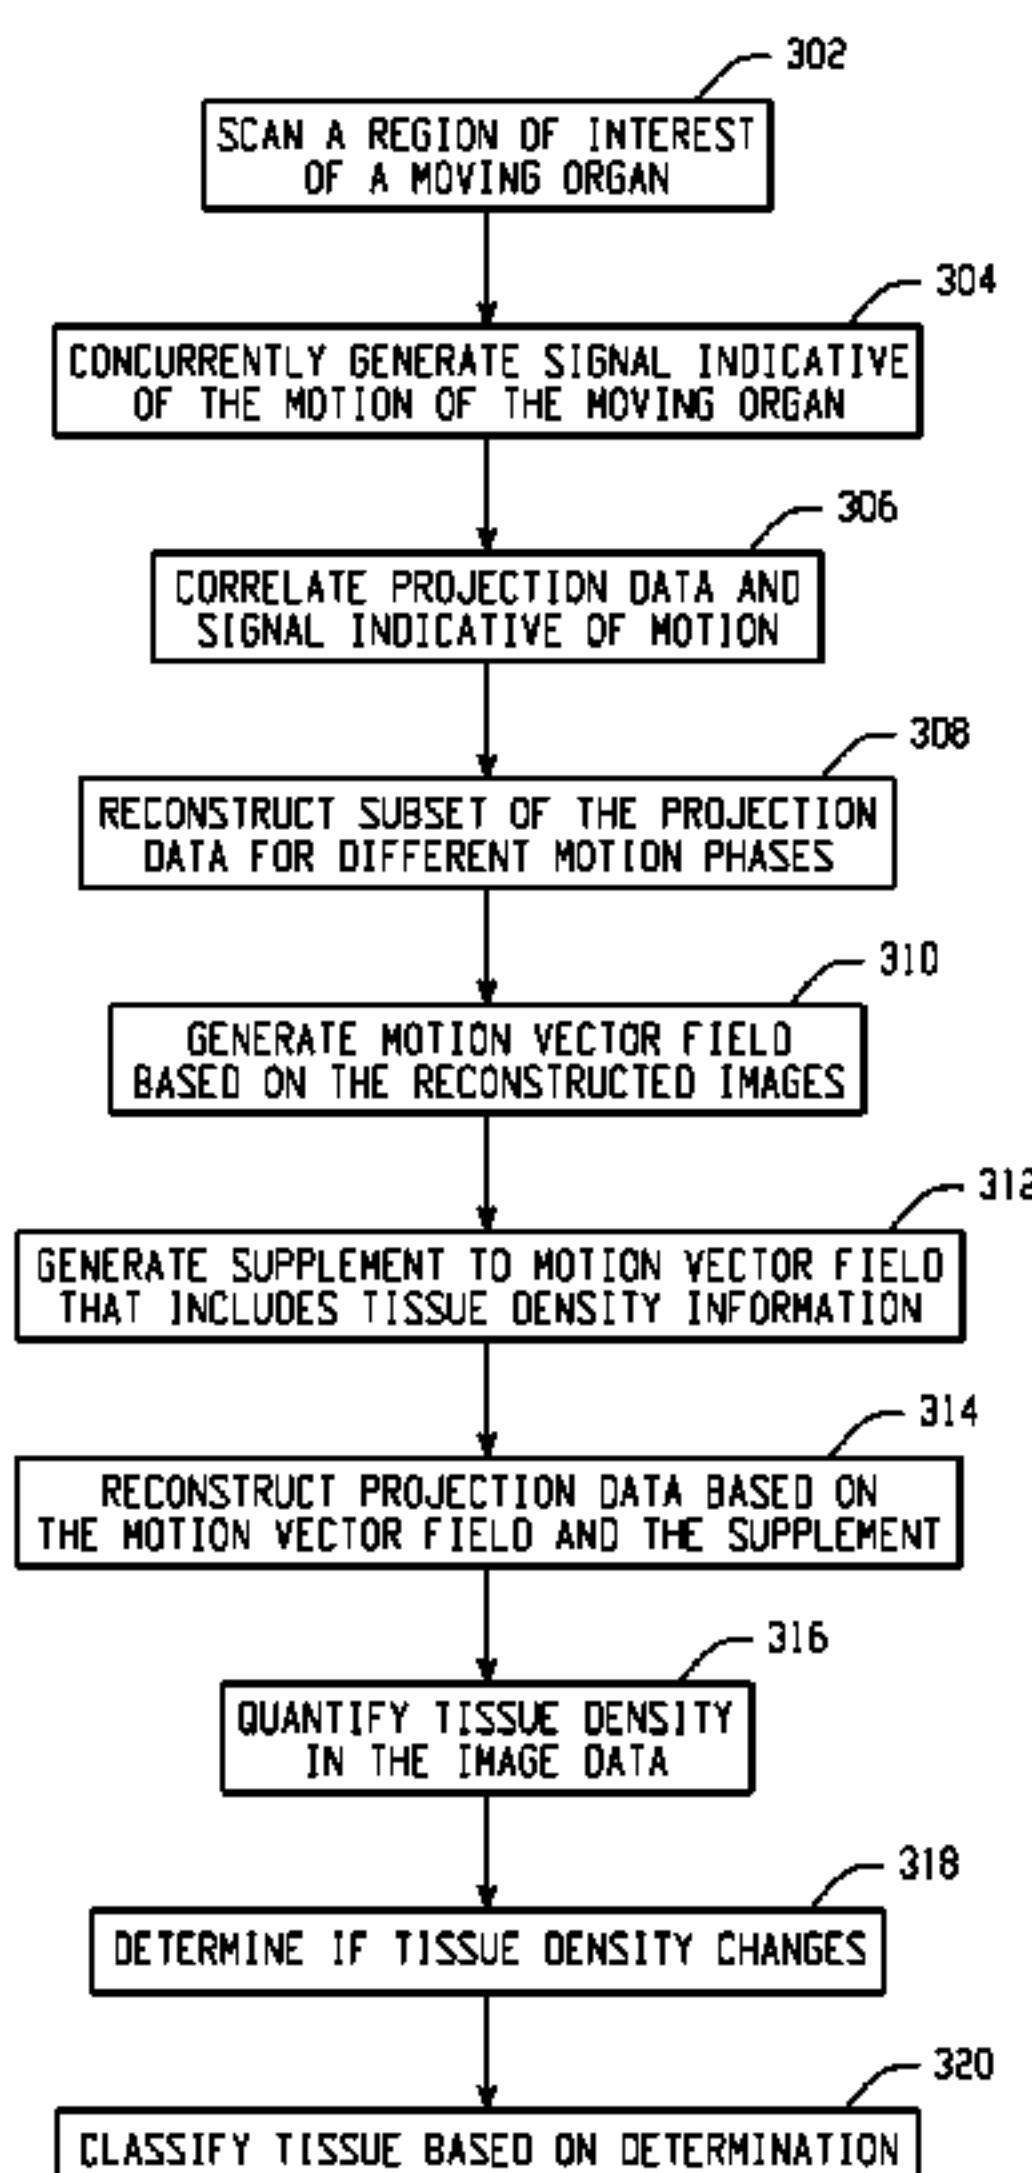 302
SCAN A REGION OF INTEREST
OF A MOVING ORGAN
304
CONCURRENTLY GENERATE SIGNAL INDICATIVE
OF THE MOTION OF THE MOVING ORGAN
306
CORRELATE PROJECTION DATA AND
SIGNAL INDICATIVE OF MOTION
308
RECONSTRUCT SUBSET OF THE PROJECTION
DATA FOR DIFFERENT MOTION PHASES
310
GENERATE MOTION VECTOR FIELD
BASED ON THE RECONSTRUCTED IMAGES
312
GENERATE SUPPLEMENT TO MOTION VECTOR FIELD
THAT INCLUDES TISSUE DENSITY INFORMATION
314
RECONSTRUCT PROJECTION DATA BASED ON
THE MOTION VECTOR FIELD AND THE SUPPLEMENT
316
QUANTIFY TISSUE DENSITY
IN THE IMAGE DATA
318
DETERMINE IF TISSUE DENSITY CHANGES
320
CLASSIFY TISSUE BASED ON DETERMINATION